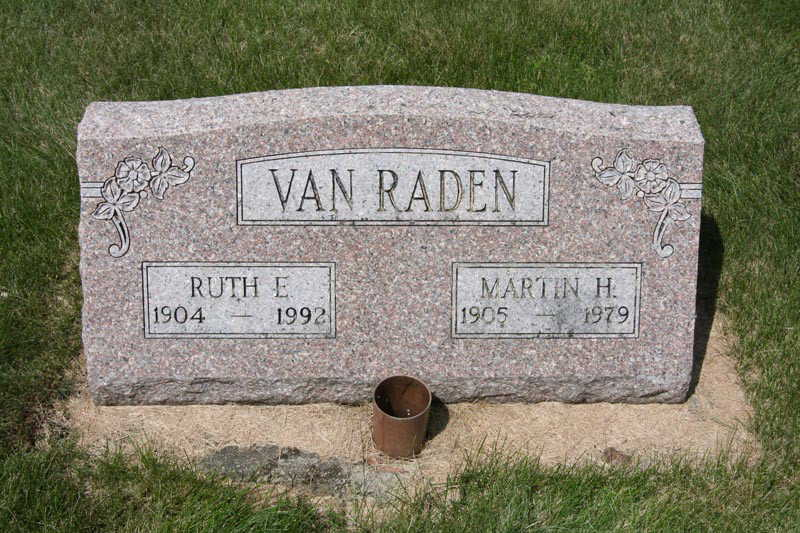 VAN RADEN
RUTH E.
1904 — 1992
MARTIN H.
1905 — 1979